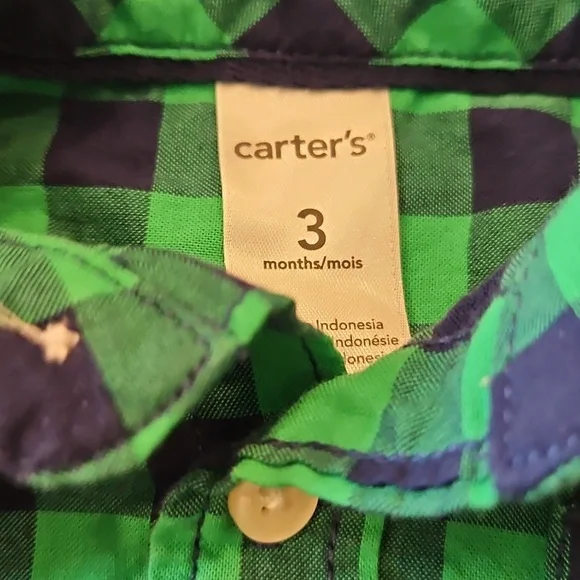 carter's®
3
months/mois
Indonesia
Indonésie